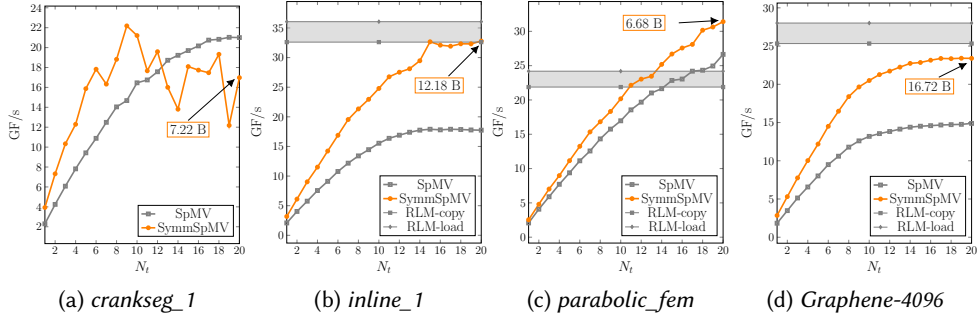 24
22
20
18
16
14
12
10
8
6
4
2
GF/s
7.22 B
SpMV
SymmSpMV
2 4 6 8 10 12 14 16 18 20
N_t
(a) crankseg_1
35
30
25
20
15
10
5
0
GF/s
12.18 B
SpMV
SymmSpMV
RLM-copy
RLM-load
2 4 6 8 10 12 14 16 18 20
N_t
(b) inline_1
30
25
20
15
10
5
0
GF/s
6.68 B
SpMV
SymmSpMV
RLM-copy
RLM-load
2 4 6 8 10 12 14 16 18 20
N_t
(c) parabolic_fem
30
25
20
15
10
5
0
GF/s
16.72 B
SpMV
SymmSpMV
RLM-copy
RLM-load
2 4 6 8 10 12 14 16 18 20
N_t
(d) Graphene-4096